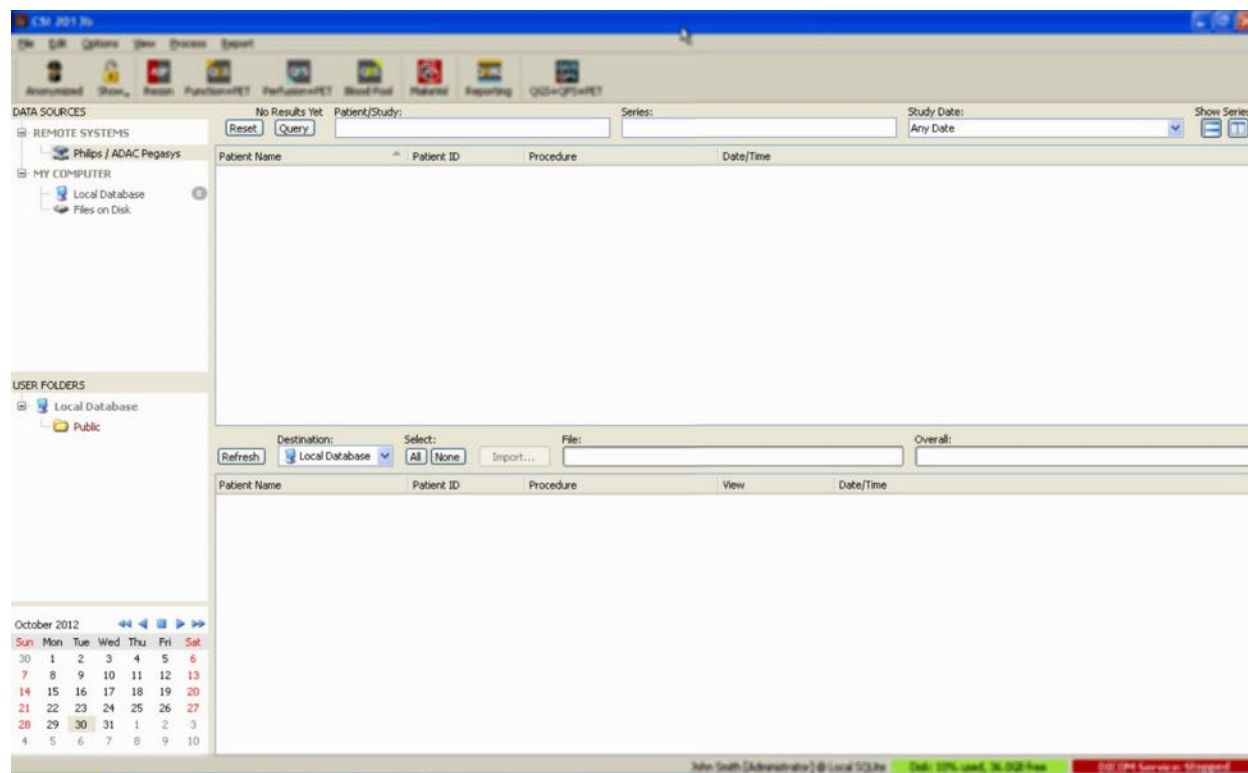 CSI 2013b
File Edit Options View Process Report
Anonymized Show Recon Function+PET Perfusion+PET Blood Pool Reporting QGS+QPS+PET
DATA SOURCES
REMOTE SYSTEMS
Philips / ADAC Pegasys
MY COMPUTER
Local Database 0
Files on Disk
No Results Yet Patient/Study: Series: Study Date: Show Series
Reset Query Any Date
Patient Name Patient ID Procedure Date/Time
USER FOLDERS
Local Database
Public
Destination: Select: File: Overall:
Refresh Local Database All None Import...
Patient Name Patient ID Procedure View Date/Time
October 2012
Sun Mon Tue Wed Thu Fri Sat
30 1 2 3 4 5 6
7 8 9 10 11 12 13
14 15 16 17 18 19 20
21 22 23 24 25 26 27
28 29 30 31 1 2 3
4 5 6 7 8 9 10
John Smith [Administrator] @ Local SQLite Disk: 10% used, 36.0GB free DICOM Service: Stopped